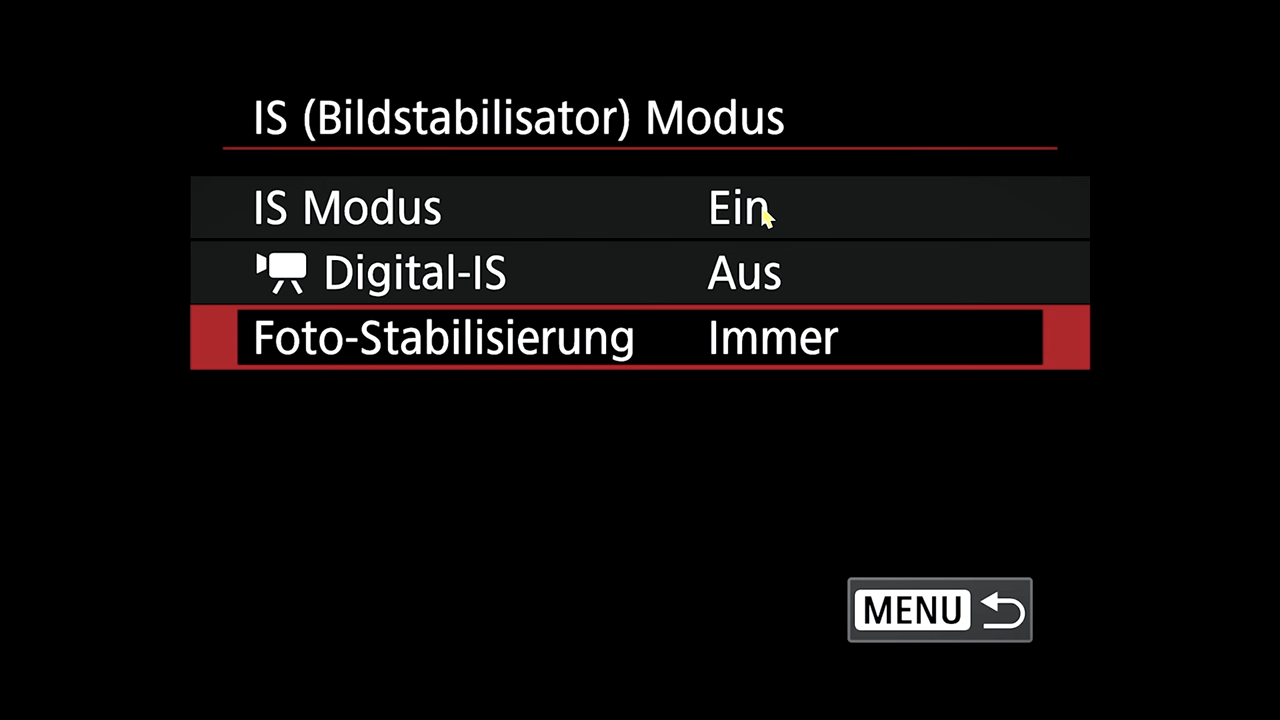 IS (Bildstabilisator) Modus
IS Modus Ein
Digital-IS Aus
Foto-Stabilisierung Immer
MENU